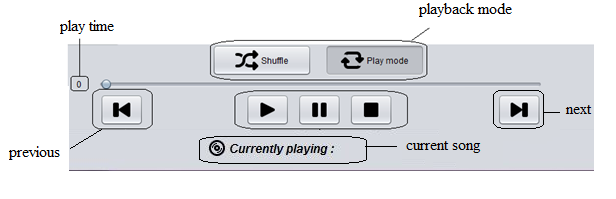 playback mode
play time
Shuffle
Play mode
0
next
previous
Currently playing :
current song